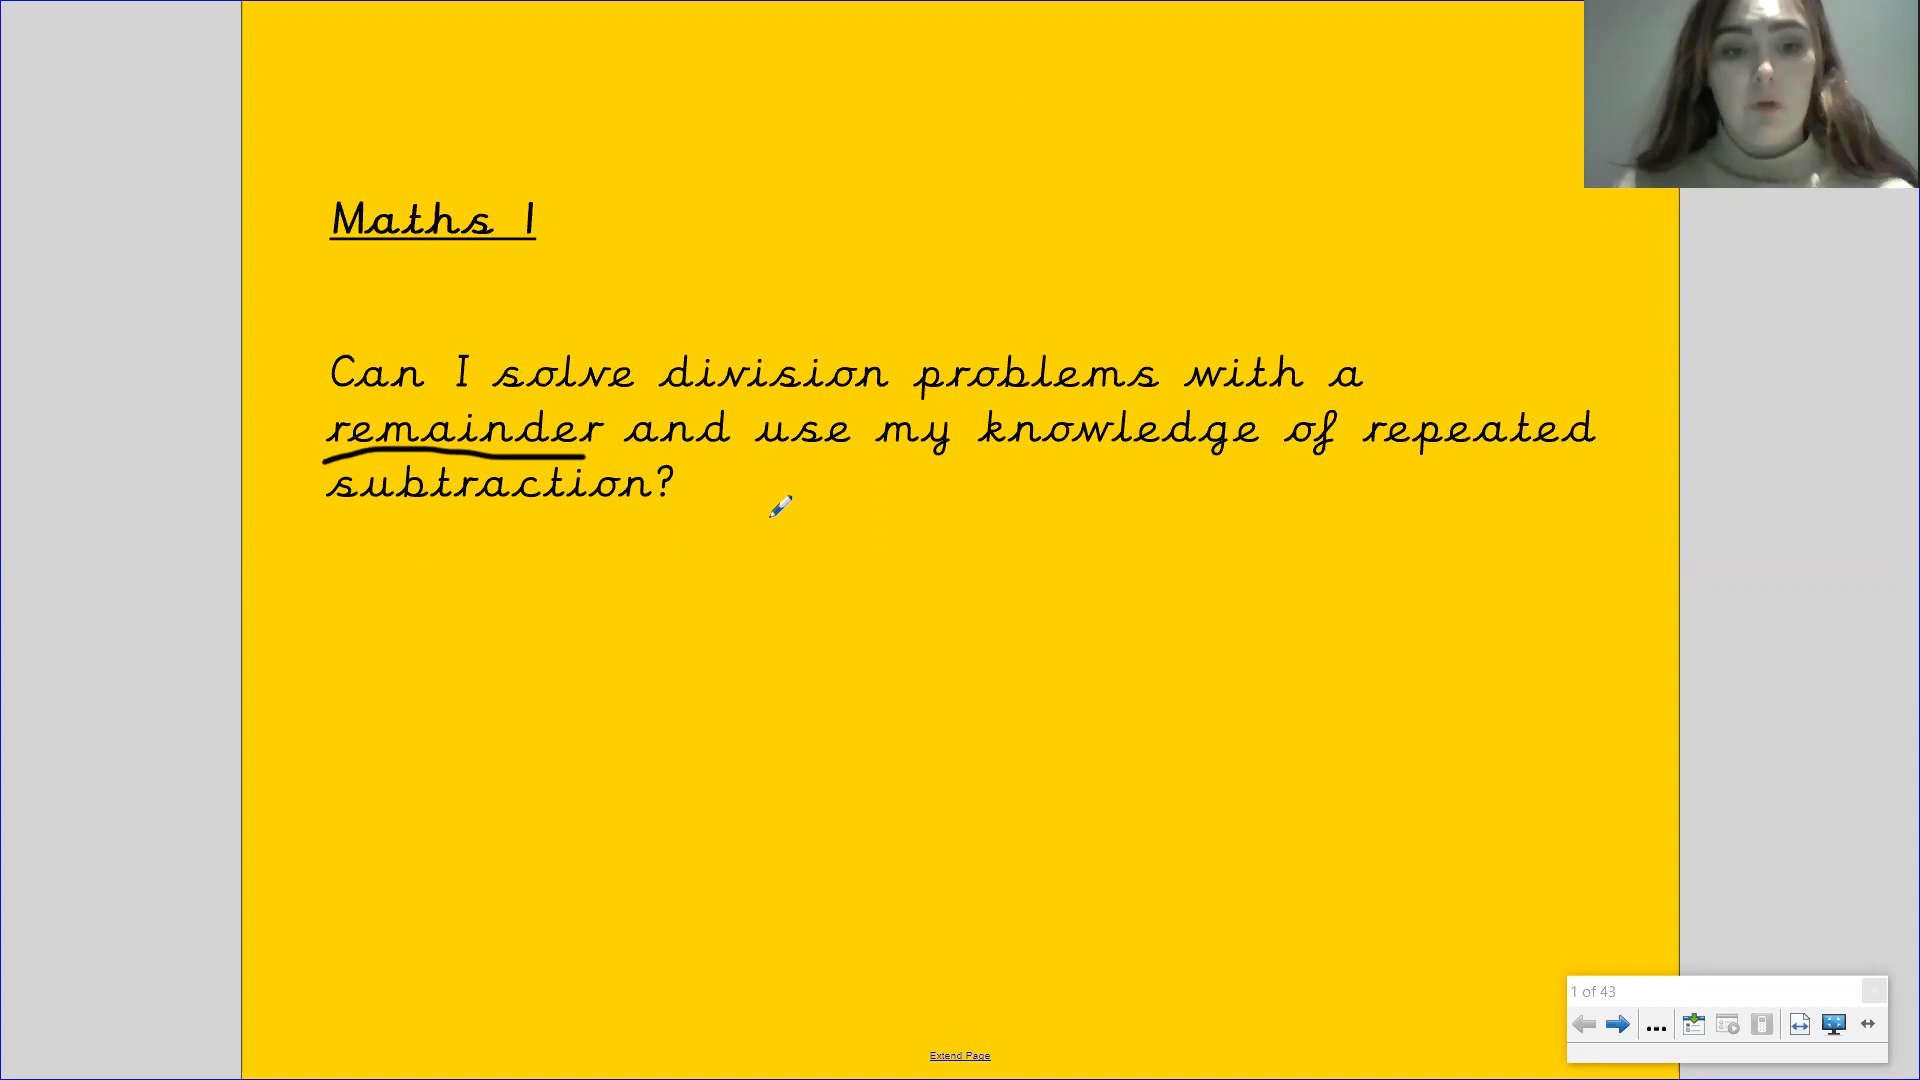 Maths 1
Can I solve division problems with a
remainder and use my knowledge of repeated
subtraction?
1 of 43
...
Extend Page